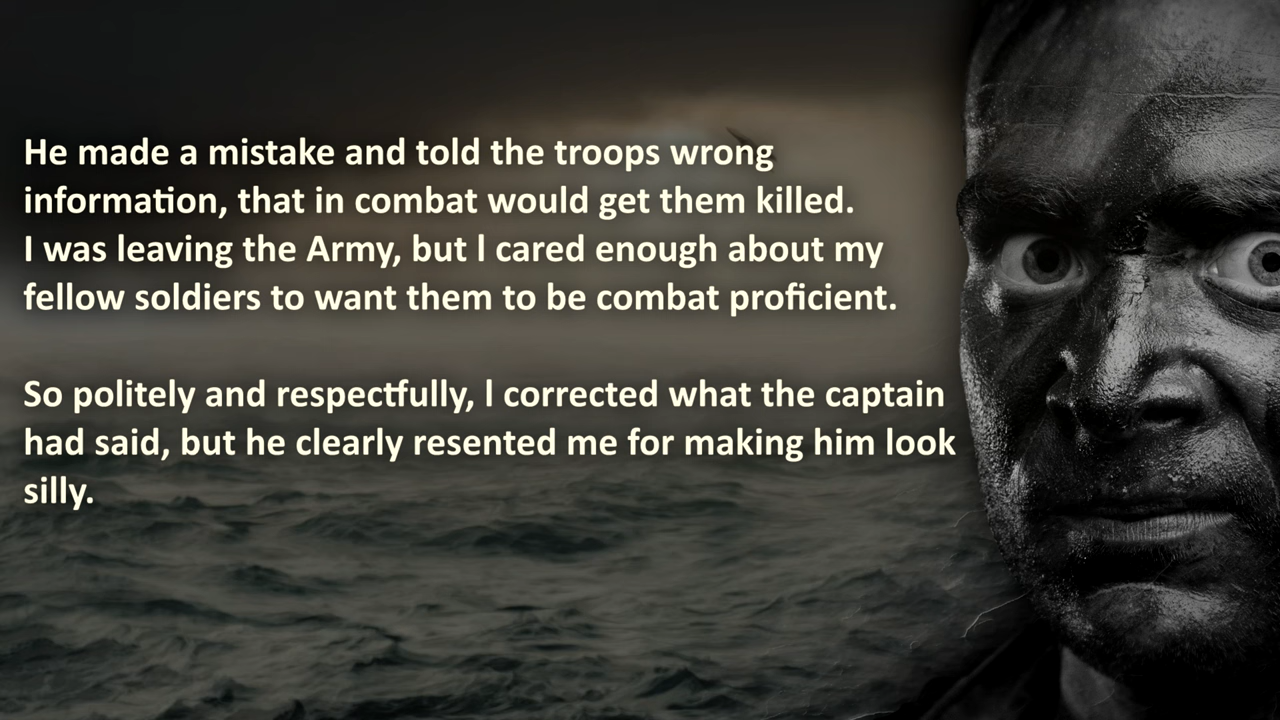 He made a mistake and told the troops wrong
information, that in combat would get them killed.
I was leaving the Army, but I cared enough about my
fellow soldiers to want them to be combat proficient.
So politely and respectfully, I corrected what the captain
had said, but he clearly resented me for making him look
silly.